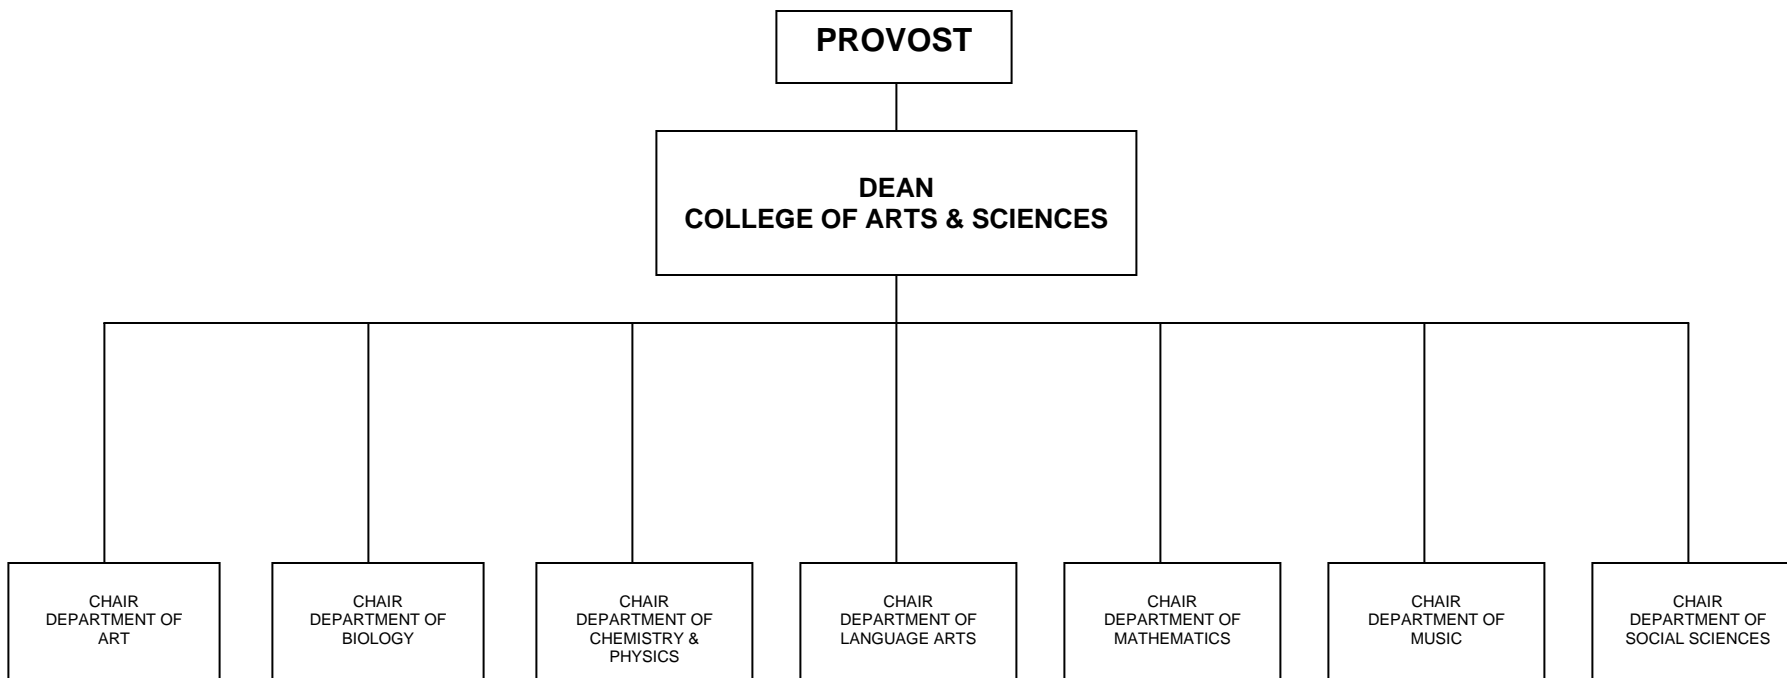 PROVOST
DEAN
COLLEGE OF ARTS & SCIENCES
CHAIR
DEPARTMENT OF
ART
CHAIR
DEPARTMENT OF
BIOLOGY
CHAIR
DEPARTMENT OF
CHEMISTRY &
PHYSICS
CHAIR
DEPARTMENT OF
LANGUAGE ARTS
CHAIR
DEPARTMENT OF
MATHEMATICS
CHAIR
DEPARTMENT OF
MUSIC
CHAIR
DEPARTMENT OF
SOCIAL SCIENCES